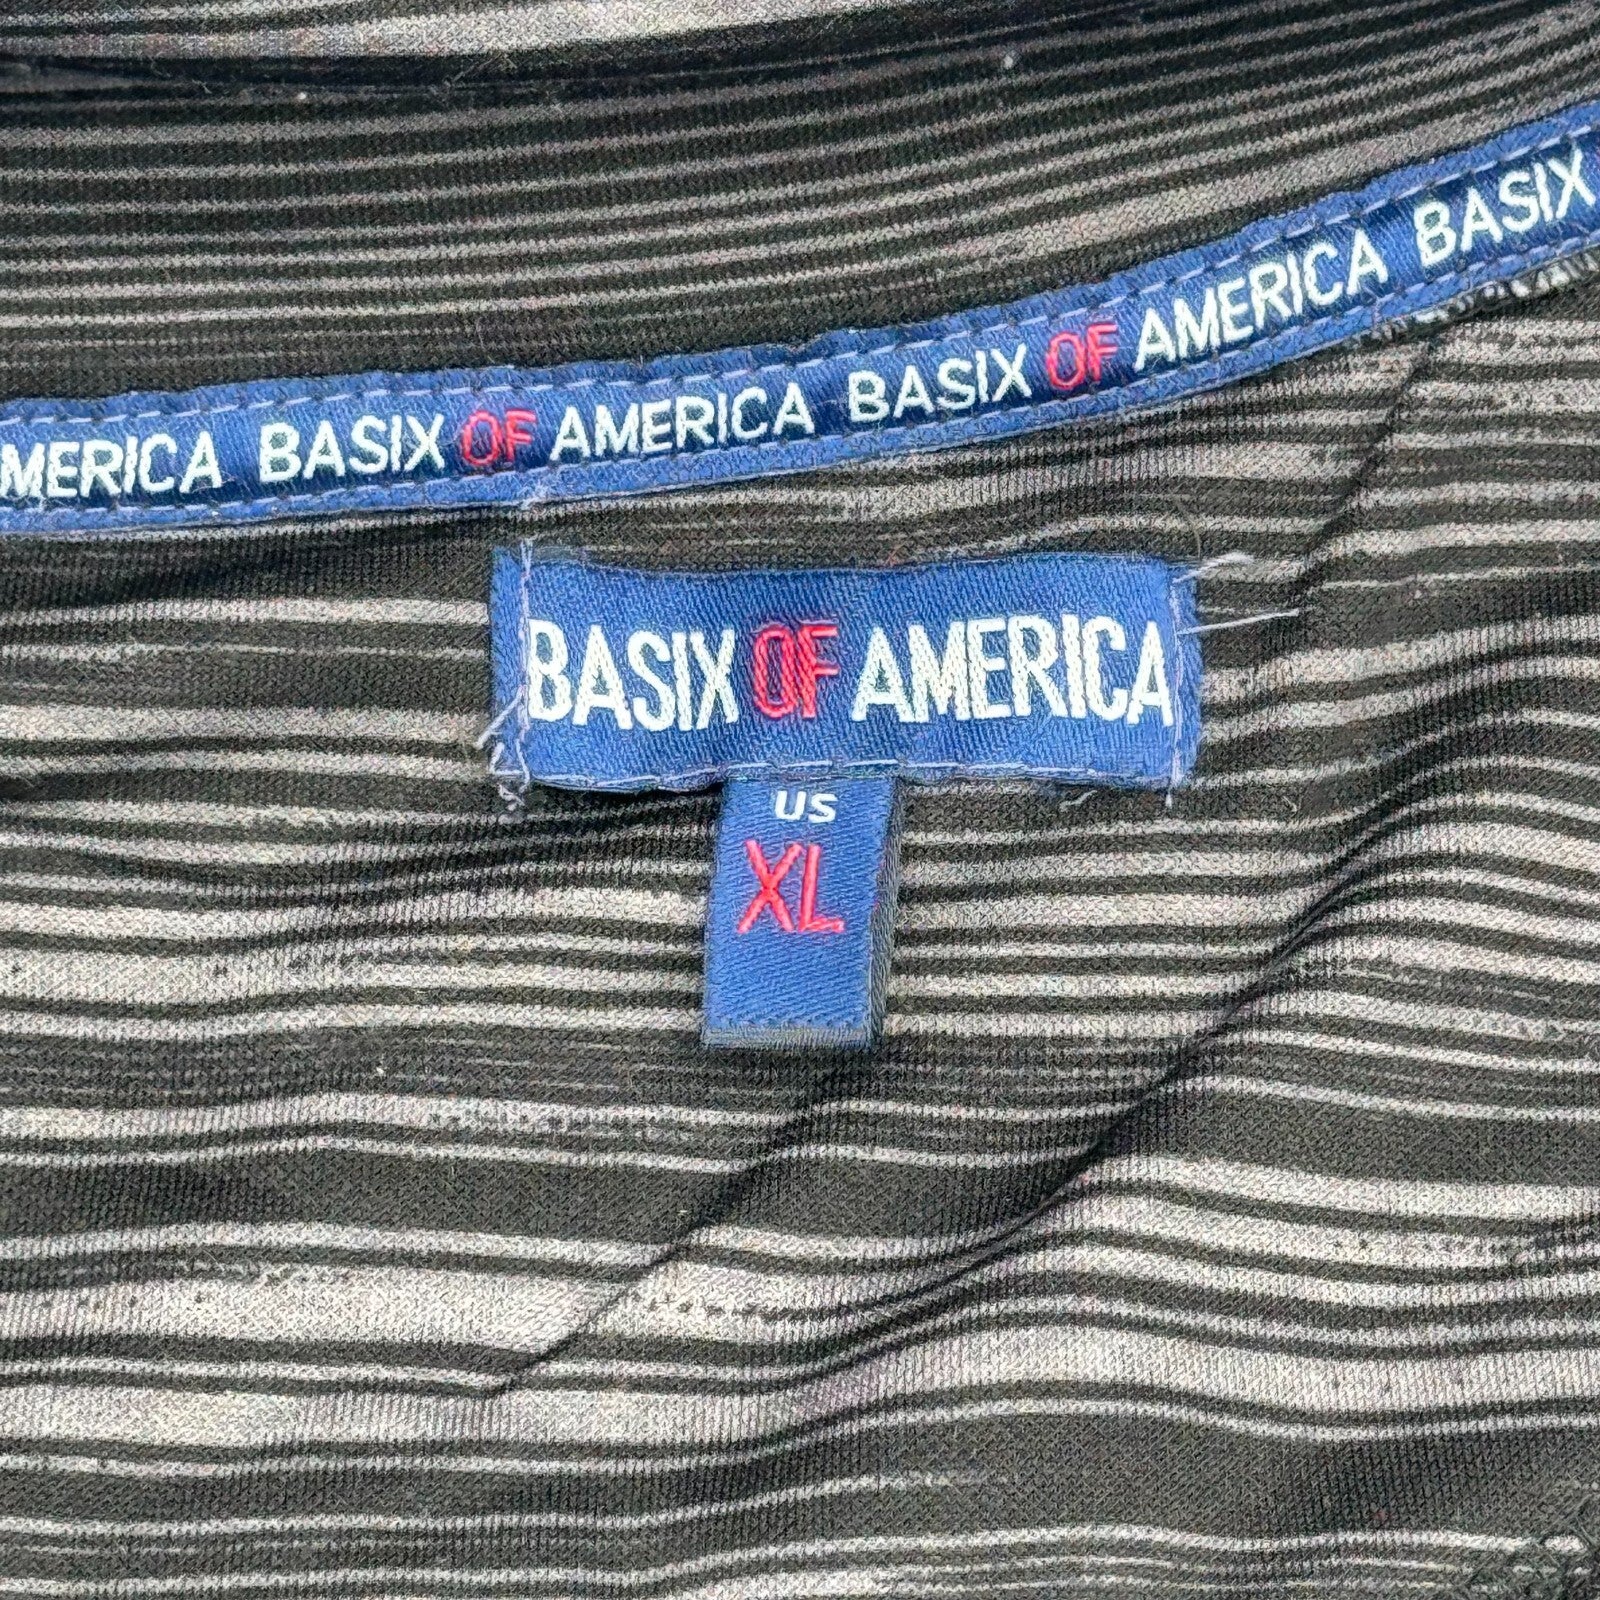 MERICA BASIX OF AMERICA BASIX OF AMERICA BASIX
BASIX OF AMERICA
US
XL